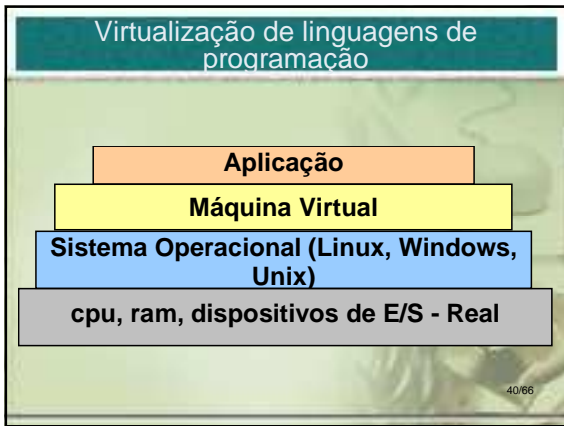 Virtualização de linguagens de
programação
Aplicação
Máquina Virtual
Sistema Operacional (Linux, Windows,
Unix)
cpu, ram, dispositivos de E/S - Real
40/66